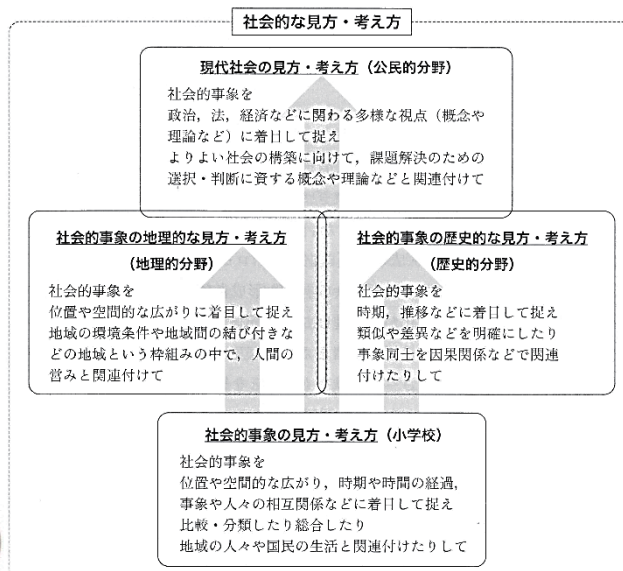 社会的な見方・考え方
現代社会の見方・考え方（公民的分野）
社会的事象を
政治，法，経済などに関わる多様な視点（概念や
理論など）に着目して捉え
よりよい社会の構築に向けて，課題解決のための
選択・判断に資する概念や理論などと関連付けて
社会的事象の地理的な見方・考え方
（地理的分野）
社会的事象を
位置や空間的な広がりに着目して捉え
地域の環境条件や地域間の結び付きな
どの地域という枠組みの中で，人間の
営みと関連付けて
社会的事象の歴史的な見方・考え方
（歴史的分野）
社会的事象を
時期，推移などに着目して捉え
類似や差異などを明確にしたり
事象同士を因果関係などで関連
付けたりして
社会的事象の見方・考え方（小学校）
社会的事象を
位置や空間的な広がり，時期や時間の経過，
事象や人々の相互関係などに着目して捉え
比較・分類したり総合したり
地域の人々や国民の生活と関連付けたりして